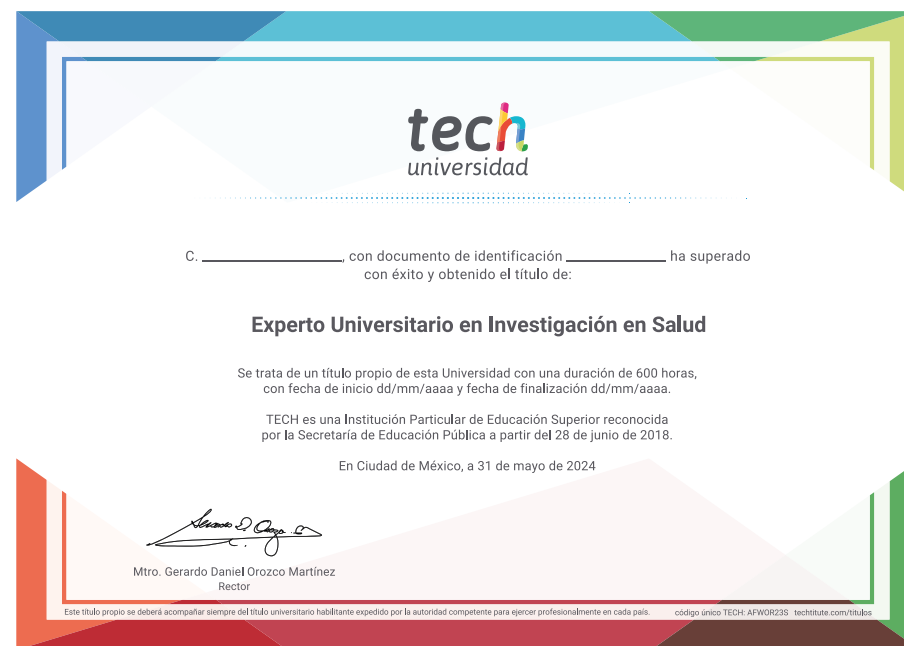 tech
universidad
C. ____________________, con documento de identificación ______________ ha superado
con éxito y obtenido el título de:
Experto Universitario en Investigación en Salud
Se trata de un título propio de esta Universidad con una duración de 600 horas,
con fecha de inicio dd/mm/aaaa y fecha de finalización dd/mm/aaaa.
TECH es una Institución Particular de Educación Superior reconocida
por la Secretaría de Educación Pública a partir del 28 de junio de 2018.
En Ciudad de México, a 31 de mayo de 2024
Mtro. Gerardo Daniel Orozco Martínez
Rector
Este título propio se deberá acompañar siempre del título universitario habilitante expedido por la autoridad competente para ejercer profesionalmente en cada país. código único TECH: AFWOR23S techtitute.com/titulos